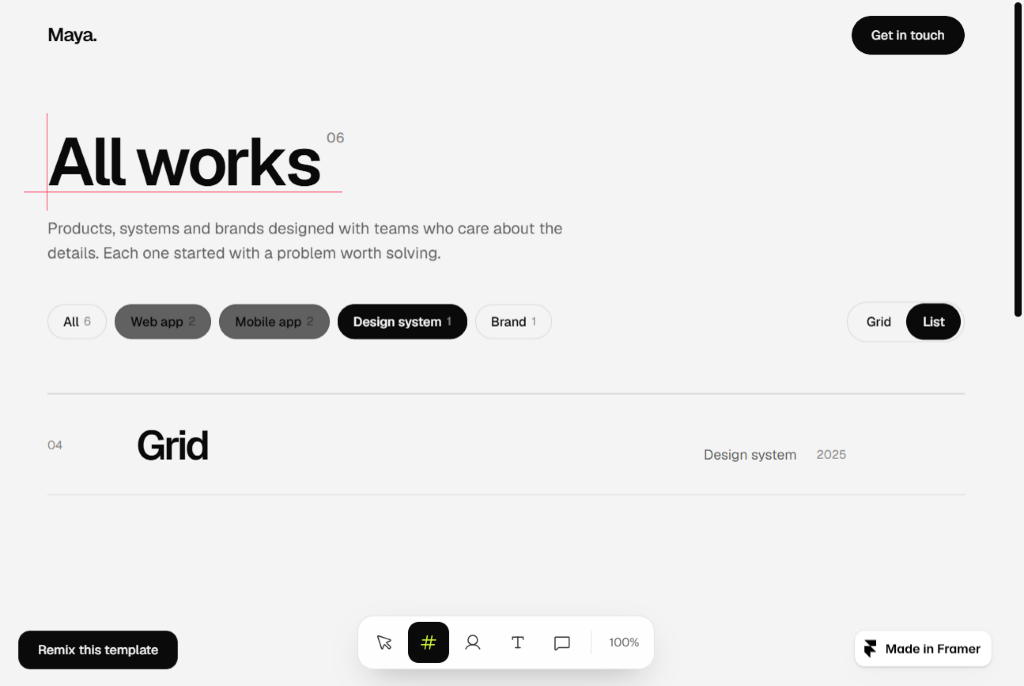 Maya.
Get in touch
All works 06
Products, systems and brands designed with teams who care about the
details. Each one started with a problem worth solving.
All 6 Web app 2 Mobile app 2 Design system 1 Brand 1 Grid List
04 Grid Design system 2025
Remix this template
# T 100%
Made in Framer